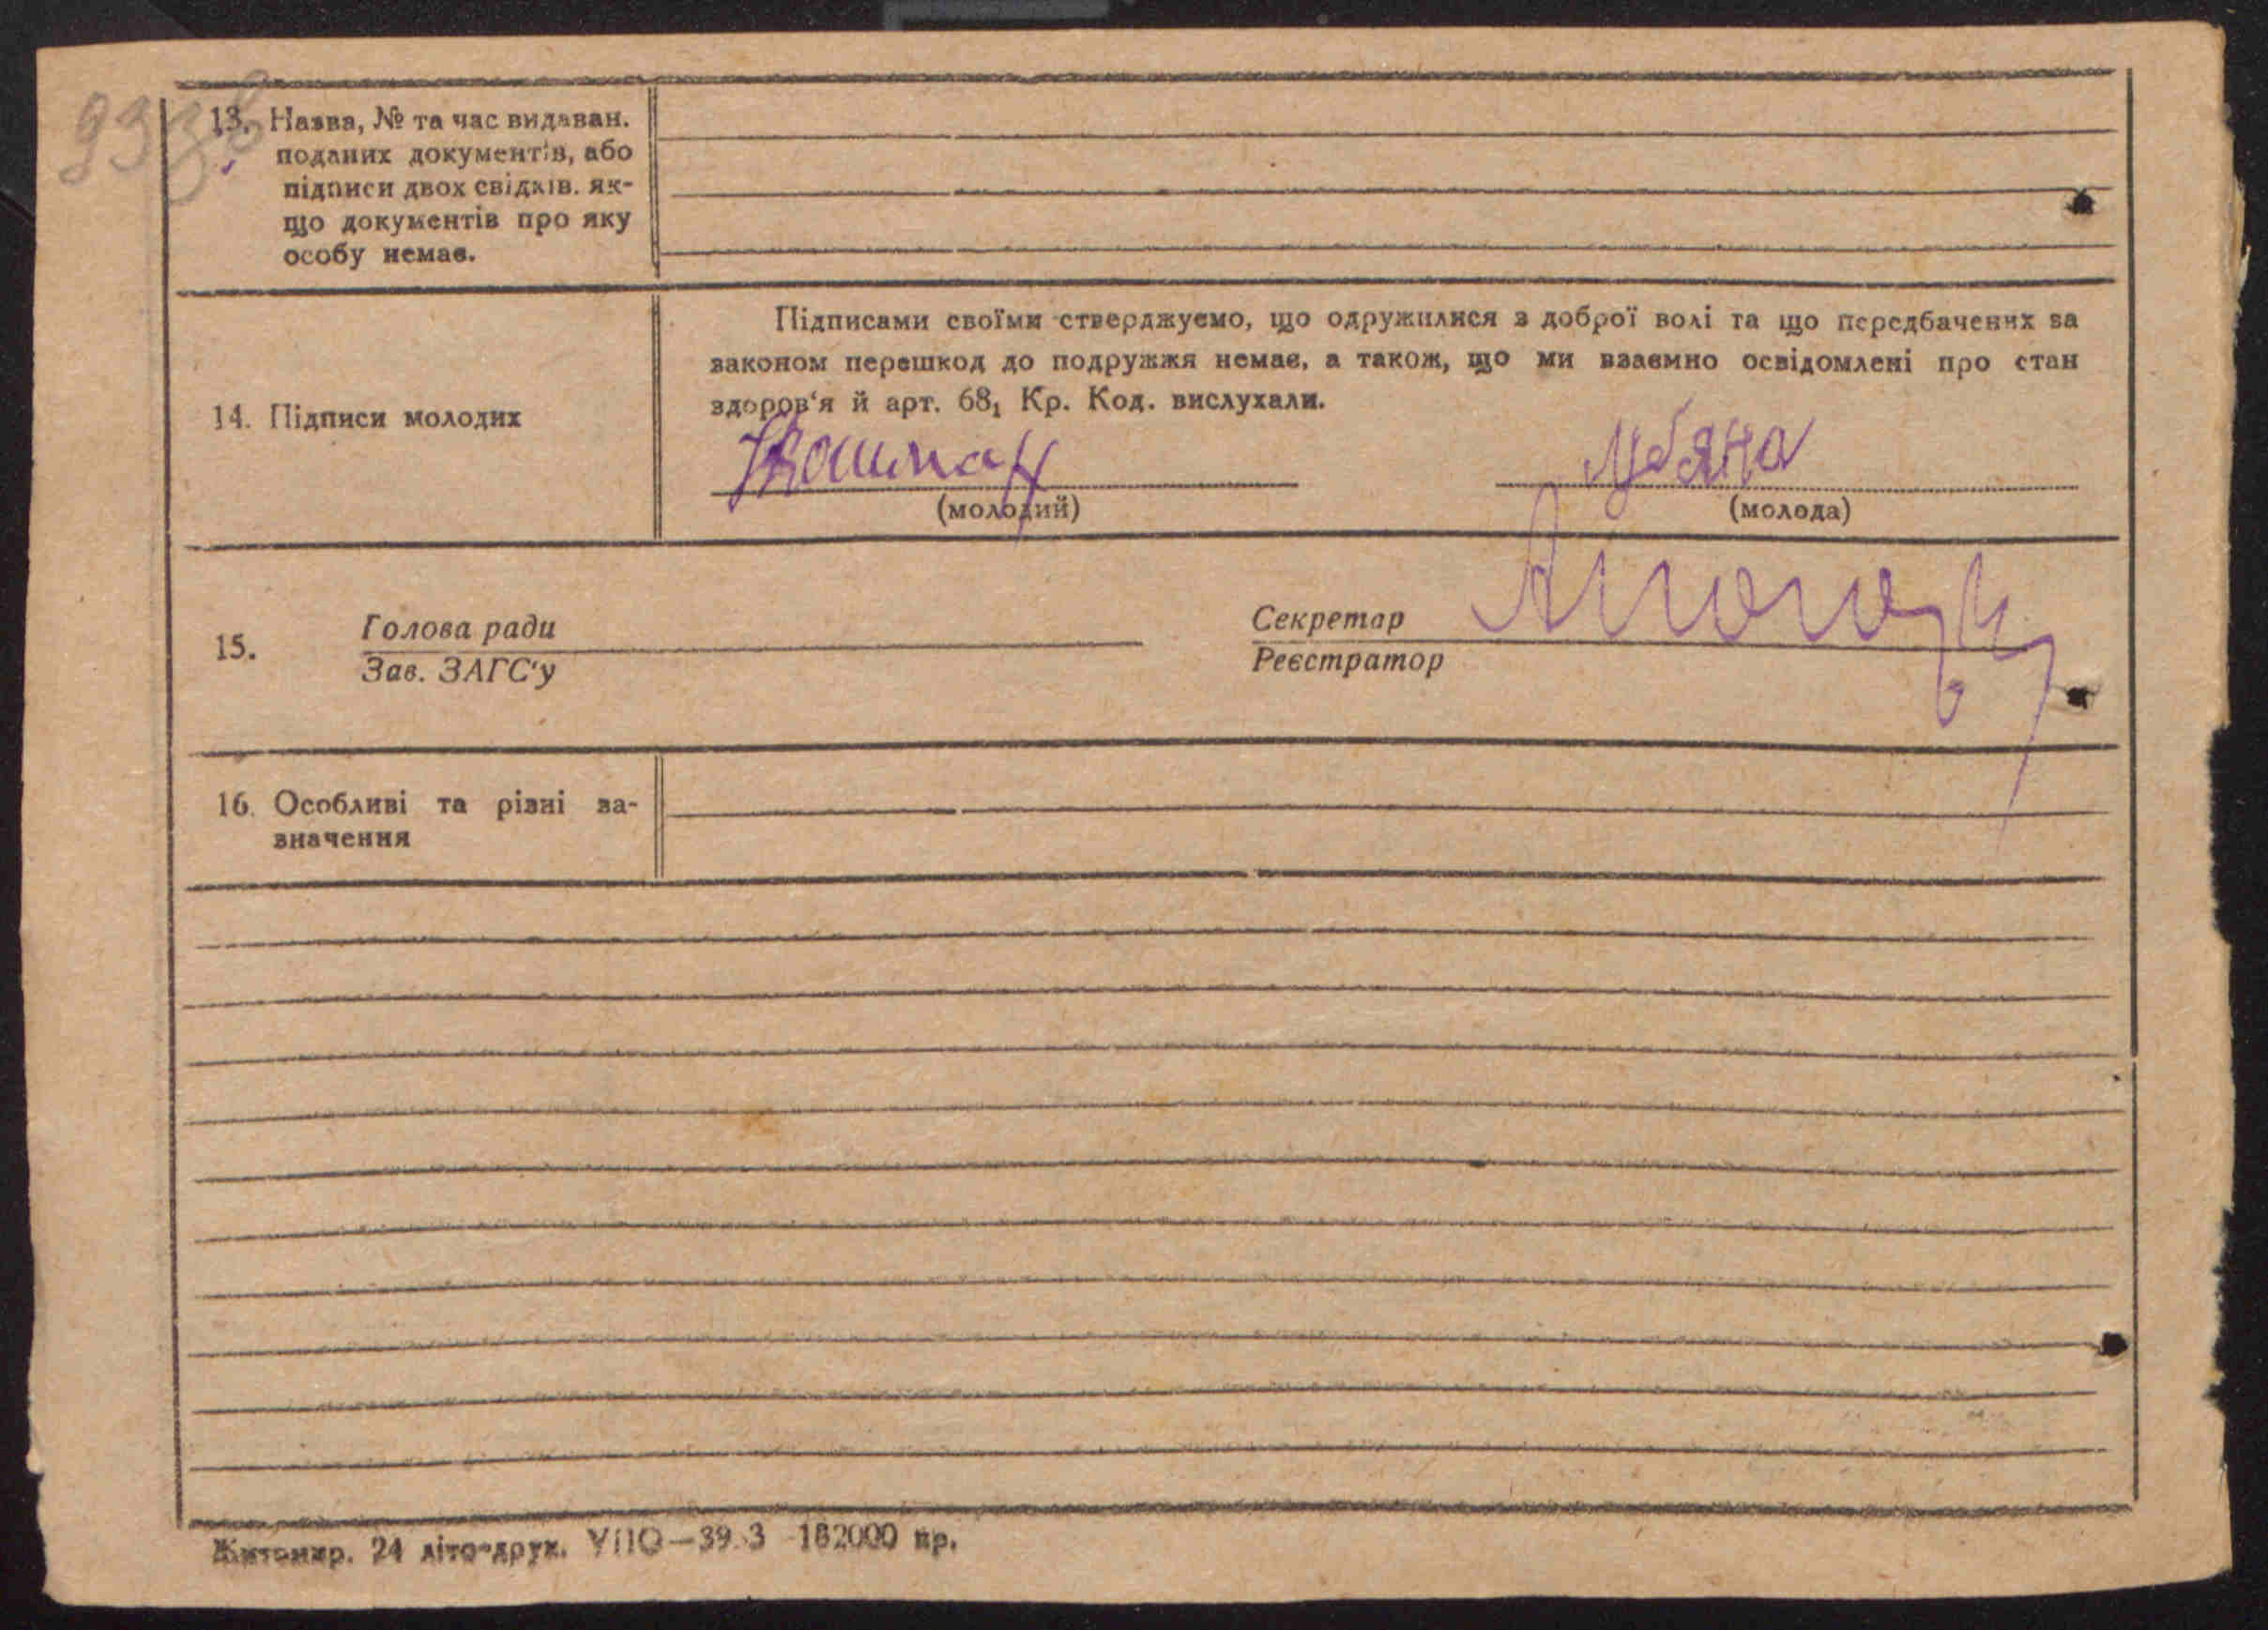 13. Назва, № та час видаван.
поданих документів, або
підписи двох свідків. як-
що документів про яку
особу немає.
Підписами своїми стверджуємо, що одружилися з доброї волі та що передбачених за
законом перешкод до подружжя немає, а також, що ми взаємно освідомлені про стан
здоров‘я й арт. 68₁ Кр. Код. вислухали.
14. Підписи молодих
(молодий) (молода)
15. Голова ради Секретар
Зав. ЗАГС‘у Реєстратор
16. Особливі та різні за-
значення
Житомир. 24 літо-друк. УПО—39.3 182000 пр.